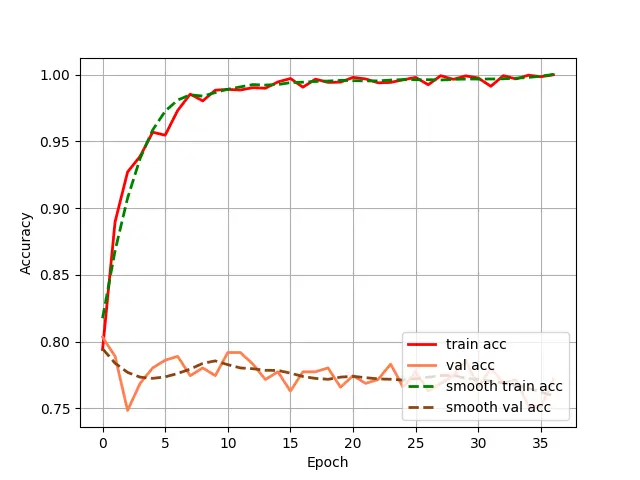 1.00
0.95
0.90
0.85
0.80
0.75
Accuracy
train acc
val acc
smooth train acc
smooth val acc
0 5 10 15 20 25 30 35
Epoch